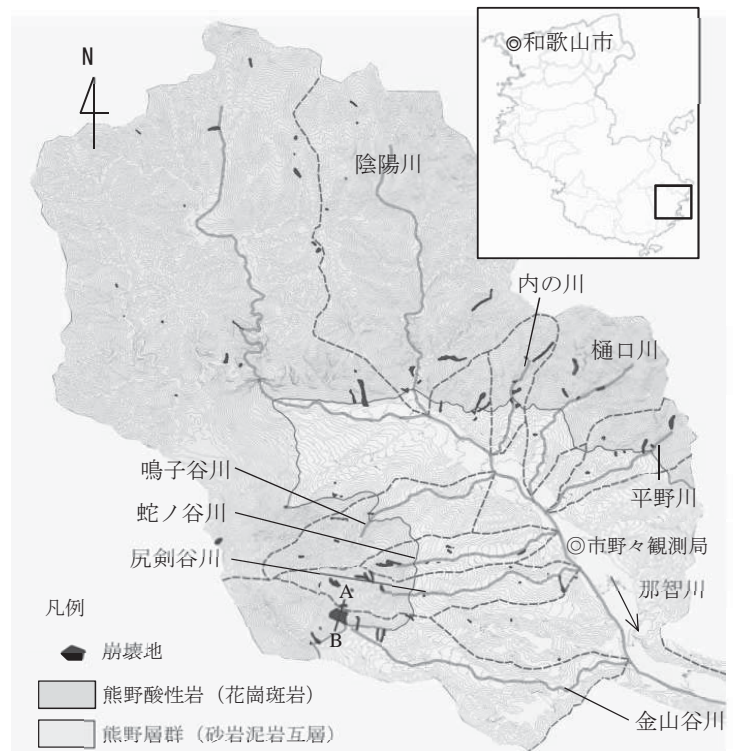 ◎和歌山市
N
陰陽川
内の川
樋口川
鳴子谷川
平野川
蛇ノ谷川
◎市野々観測局
尻剣谷川
那智川
A
凡例
B
崩壊地
熊野酸性岩（花崗斑岩）
金山谷川
熊野層群（砂岩泥岩互層）